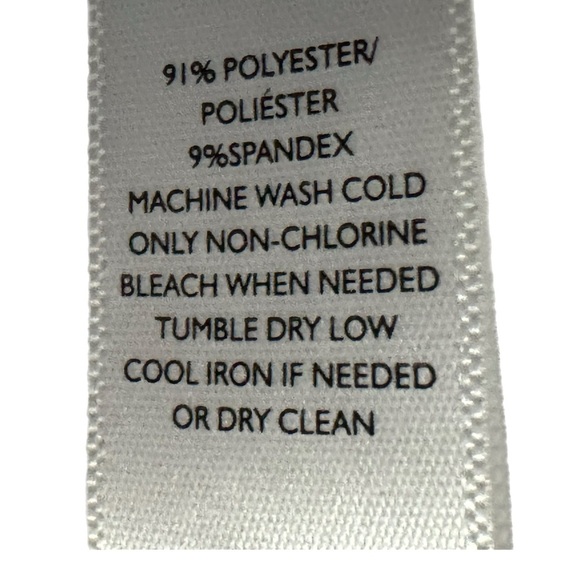 91% POLYESTER/
POLIÉSTER
9%SPANDEX
MACHINE WASH COLD
ONLY NON-CHLORINE
BLEACH WHEN NEEDED
TUMBLE DRY LOW
COOL IRON IF NEEDED
OR DRY CLEAN